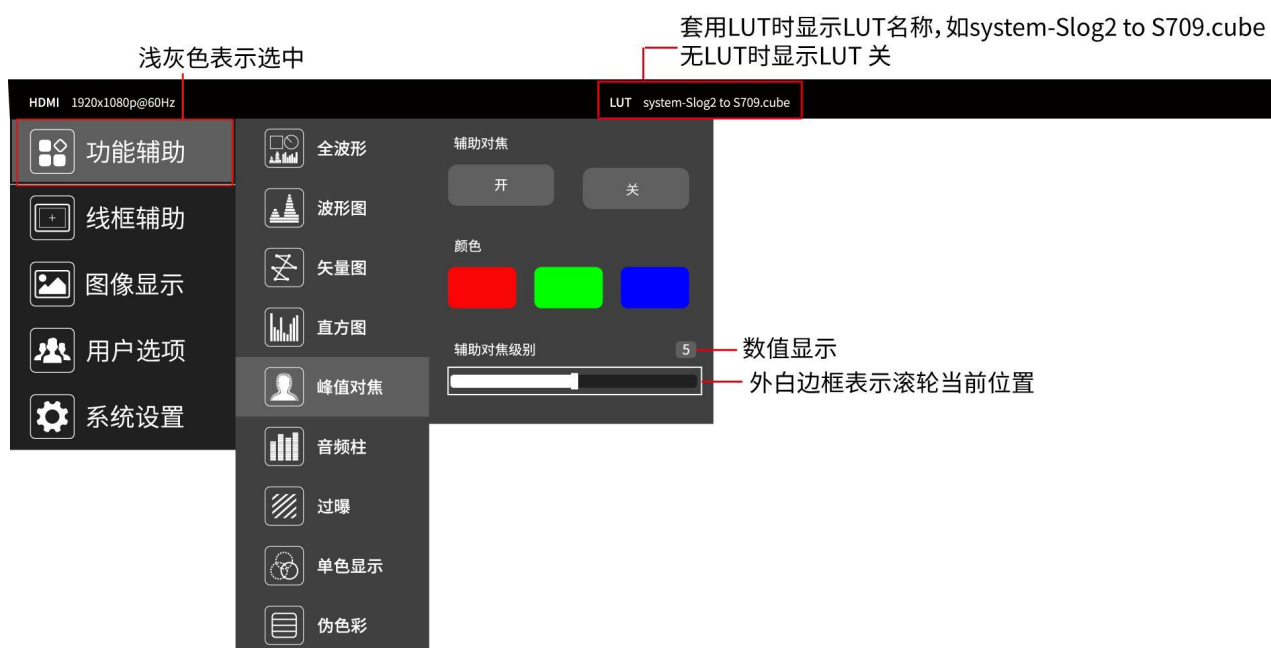 套用LUT时显示LUT名称，如system-Slog2 to S709.cube
无LUT时显示LUT 关
浅灰色表示选中
HDMI 1920x1080p@60Hz
LUT system-Slog2 to S709.cube
功能辅助
线框辅助
图像显示
用户选项
系统设置
全波形
波形图
矢量图
直方图
峰值对焦
音频柱
过曝
单色显示
伪色彩
辅助对焦
开 关
颜色
辅助对焦级别 5
数值显示
外白边框表示滚轮当前位置